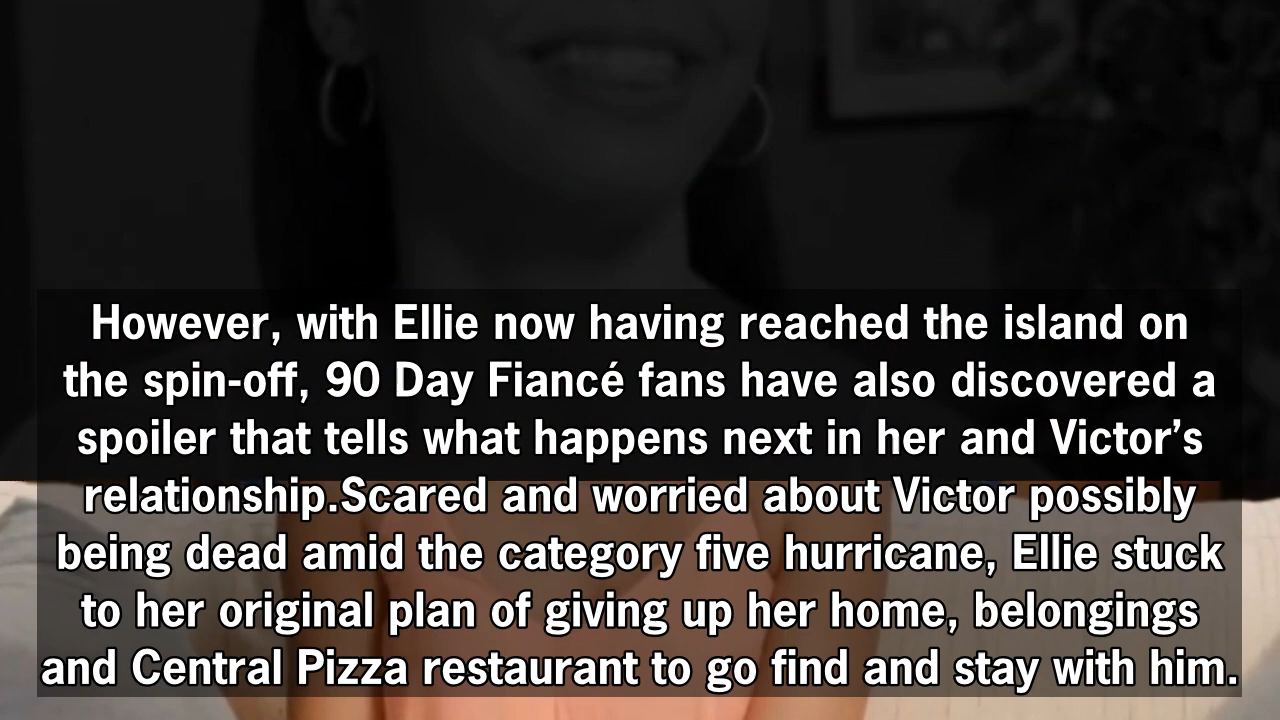 However, with Ellie now having reached the island on
the spin-off, 90 Day Fiancé fans have also discovered a
spoiler that tells what happens next in her and Victor’s
relationship.Scared and worried about Victor possibly
being dead amid the category five hurricane, Ellie stuck
to her original plan of giving up her home, belongings
and Central Pizza restaurant to go find and stay with him.